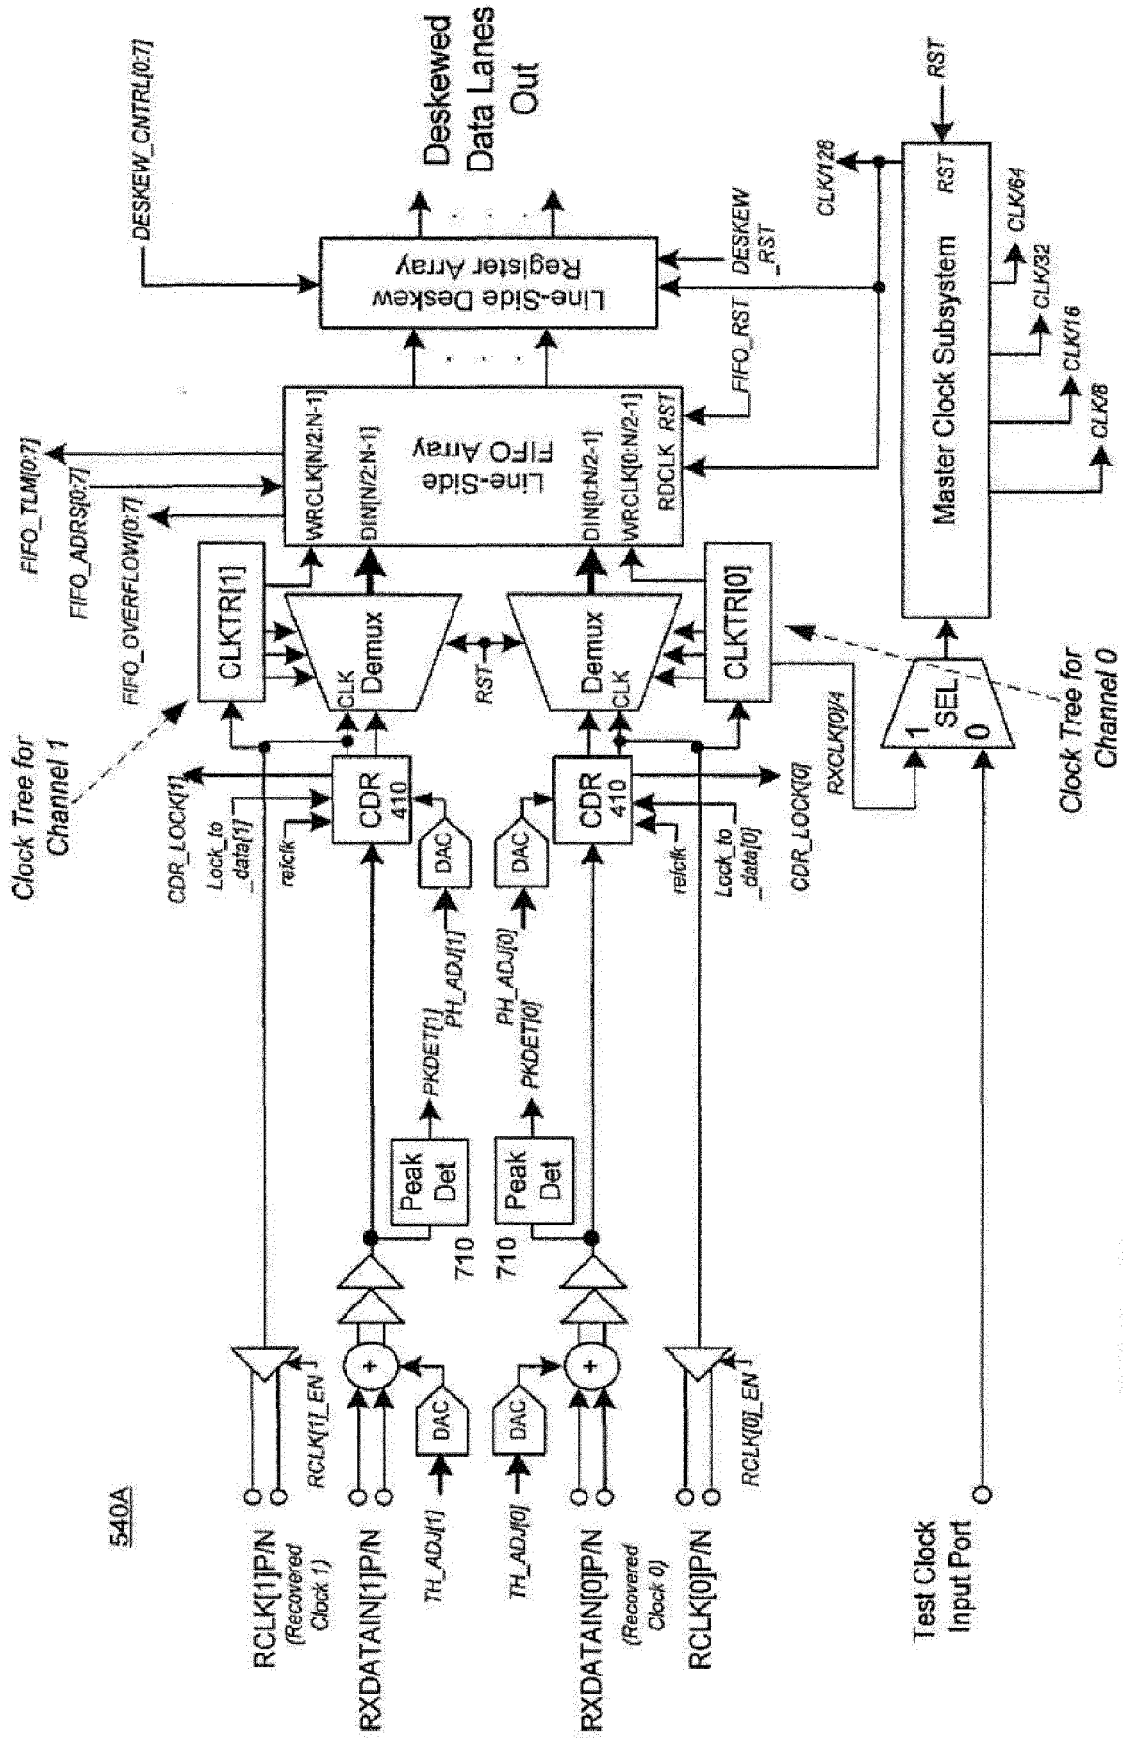 540A
RCLK[1]P/N
(Recovered
Clock 1)
RCLK[1]_EN
RXDATAIN[1]P/N
TH_ADJ[1]
DAC
+
TH_ADJ[0]
DAC
+
RXDATAIN[0]P/N
(Recovered
Clock 0)
RCLK[0]P/N
RCLK[0]_EN
Test Clock
Input Port
Peak
Det
710
PKDET[1]
PH_ADJ[1]
DAC
710
Peak
Det
PKDET[0]
PH_ADJ[0]
DAC
Clock Tree for
Channel 1
CDR_LOCK[1]
Lock_to
_data[1]
refclk
CDR
410
CDR
410
refclk
Lock_to
_data[0]
CDR_LOCK[0]
CLKTR[1]
CLK
Demux
RST
Demux
CLK
CLKTR[0]
RXCLK[0]/4
1
SEL
0
Clock Tree for
Channel 0
FIFO_TLM[0:7]
FIFO_ADRS[0:7]
FIFO_OVERFLOW[0:7]
WRCLK[N/2:N-1]
DIN[N/2:N-1]
Line-Side
FIFO Array
DIN[0:N/2-1]
WRCLK[0:N/2-1]
RDCLK RST
FIFO_RST
DESKEW_CNTRL[0:7]
Line-Side Deskew
Register Array
DESKEW
_RST
Deskewed
Data Lanes
Out
CLK/128
RST
RST
Master Clock Subsystem
CLK/64
CLK/32
CLK/16
CLK/8